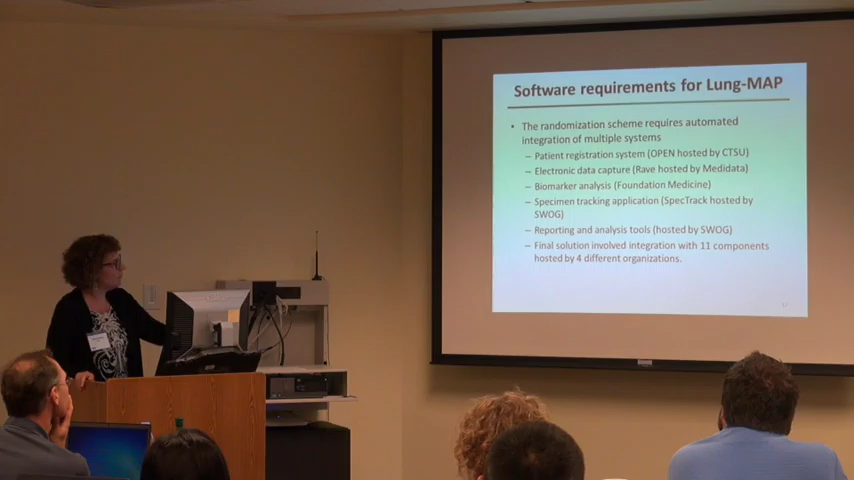 Software requirements for Lung-MAP
• The randomization scheme requires automated
integration of multiple systems
– Patient registration system (OPEN hosted by CTSU)
– Electronic data capture (Rave hosted by Medidata)
– Biomarker analysis (Foundation Medicine)
– Specimen tracking application (SpecTrack hosted by
SWOG)
– Reporting and analysis tools (hosted by SWOG)
– Final solution involved integration with 11 components
hosted by 4 different organizations.